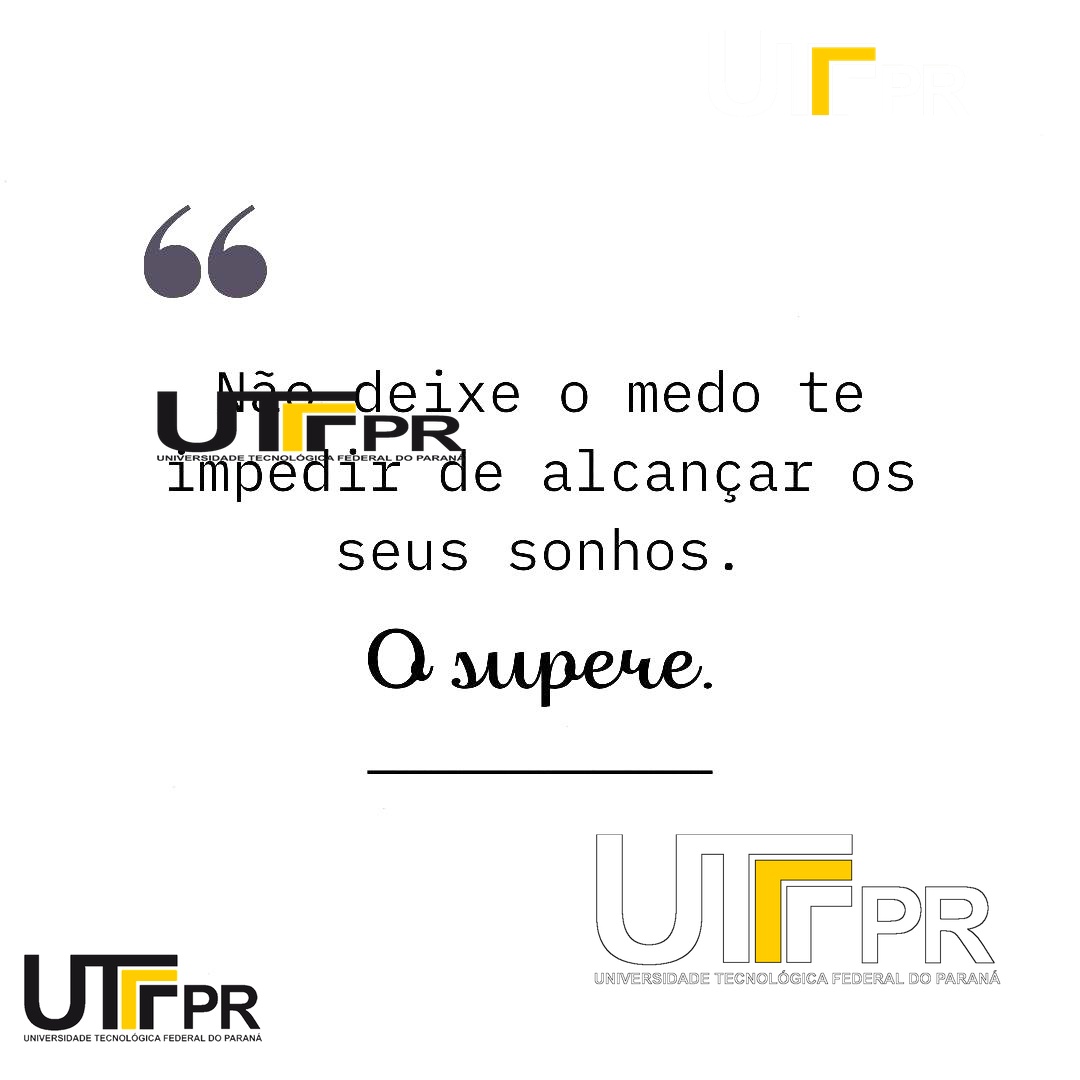 UTFPR
“
Não deixe o medo te
UTFPR
UNIVERSIDADE TECNOLÓGICA FEDERAL DO PARANÁ
impedir de alcançar os
seus sonhos.
O supere.
UTFPR
UNIVERSIDADE TECNOLÓGICA FEDERAL DO PARANÁ
UTFPR
UNIVERSIDADE TECNOLÓGICA FEDERAL DO PARANÁ